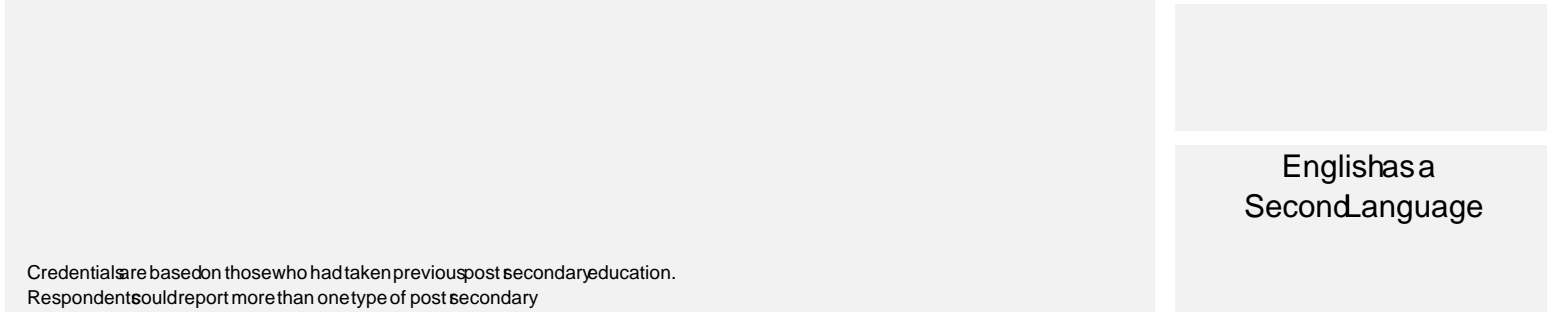 Credentials are based on those who had taken previous post secondary education.
Respondents could report more than one type of post secondary
English as a
Second Language